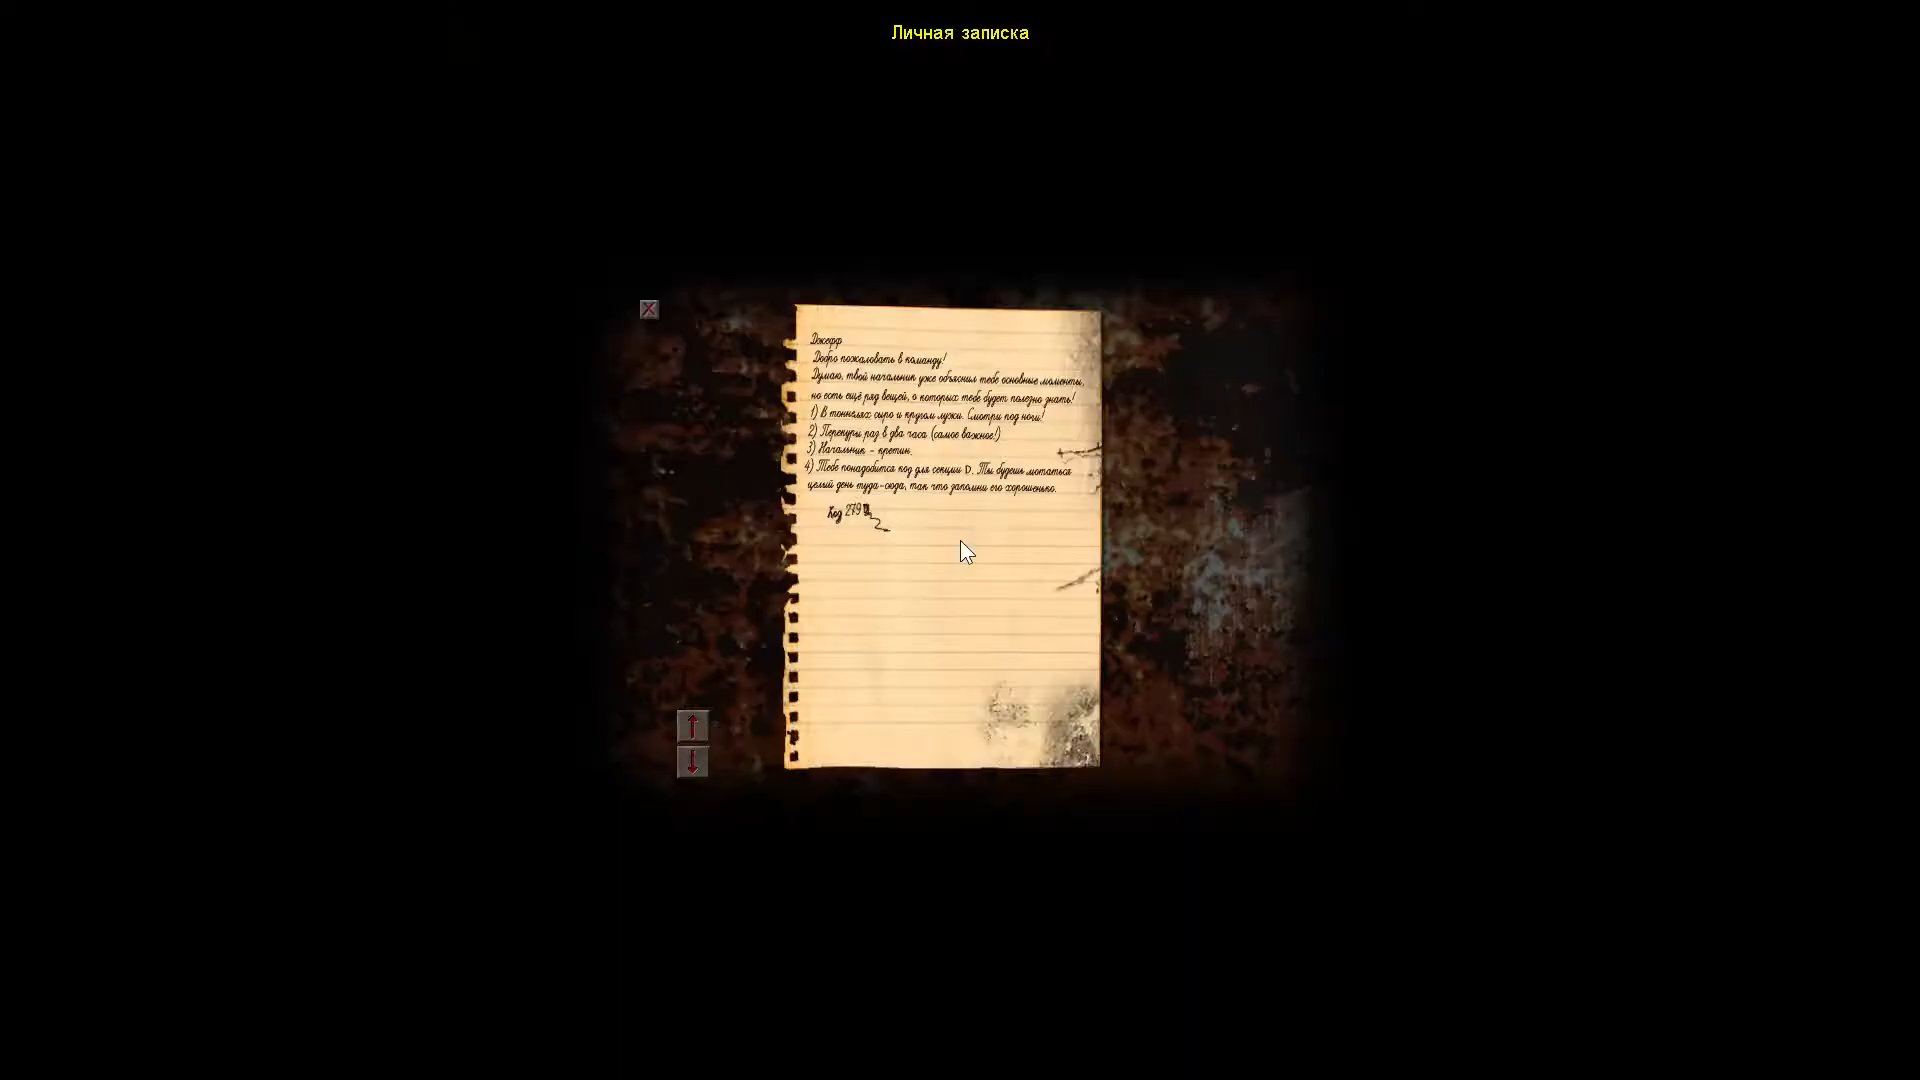 Личная записка
Джефф
Добро пожаловать в команду!
Думаю, твой начальник уже объяснил тебе основные моменты,
но есть ещё ряд вещей, о которых тебе будет полезно знать!
1) В тоннелях сыро и кругом лужи. Смотри под ноги!
2) Перекуры раз в два часа (самое важное!)
3) Начальник - кретин.
4) Тебе понадобится код для секции D. Ты будешь мотаться
целый день туда-сюда, так что запомни его хорошенько.
Код 279